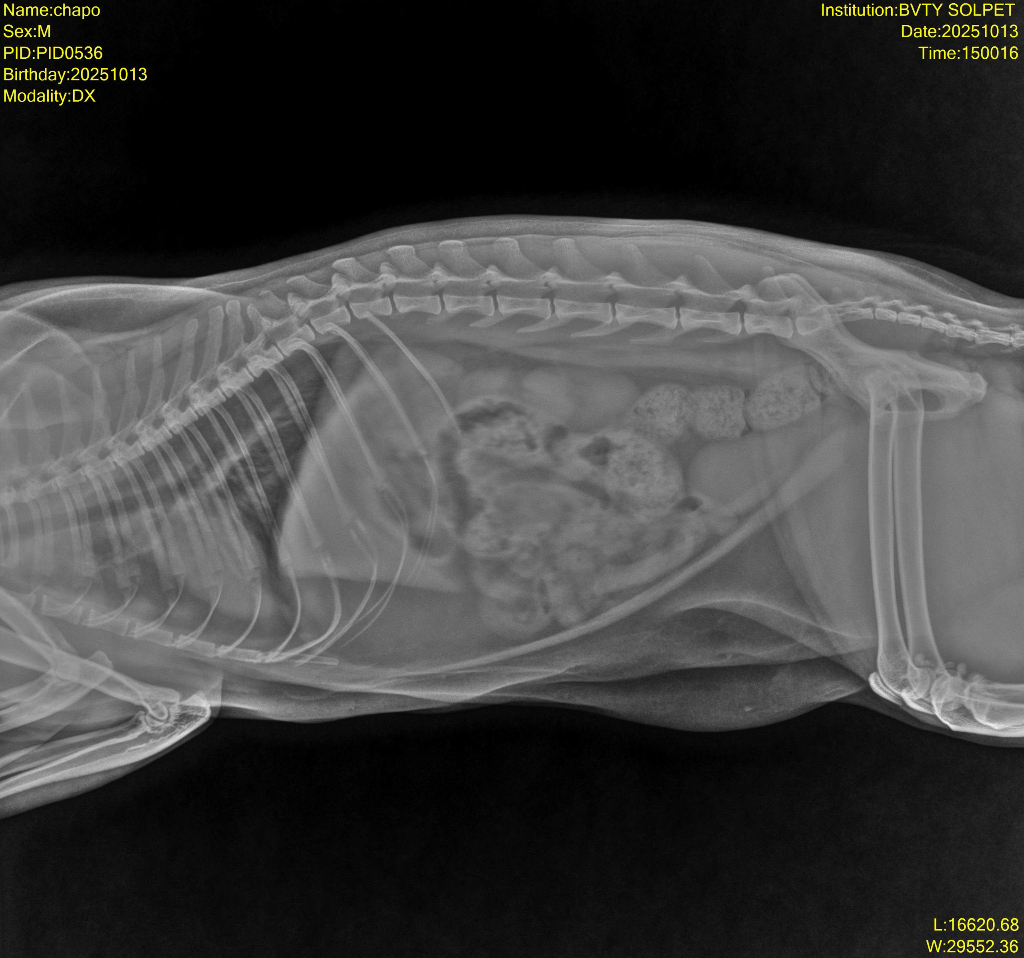 Name:chapo
Sex:M
PID:PID0536
Birthday:20251013
Modality:DX
Institution:BVTY SOLPET
Date:20251013
Time:150016
L:16620.68
W:29552.36